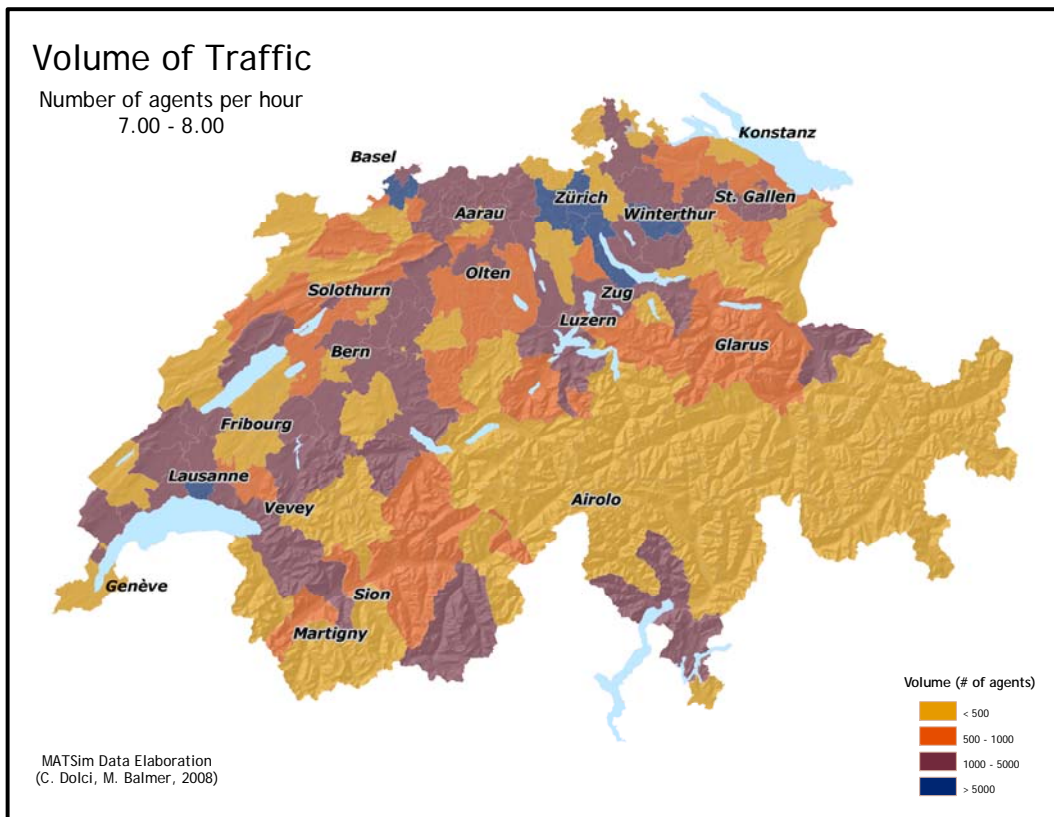 Volume of Traffic
Number of agents per hour
7.00 - 8.00
Konstanz
Basel
Zürich
St. Gallen
Aarau
Winterthur
Olten
Solothurn
Zug
Luzern
Bern
Glarus
Fribourg
Lausanne
Vevey
Airolo
Genève
Sion
Martigny
Volume (# of agents)
< 500
500 - 1000
1000 - 5000
> 5000
MATSim Data Elaboration
(C. Dolci, M. Balmer, 2008)